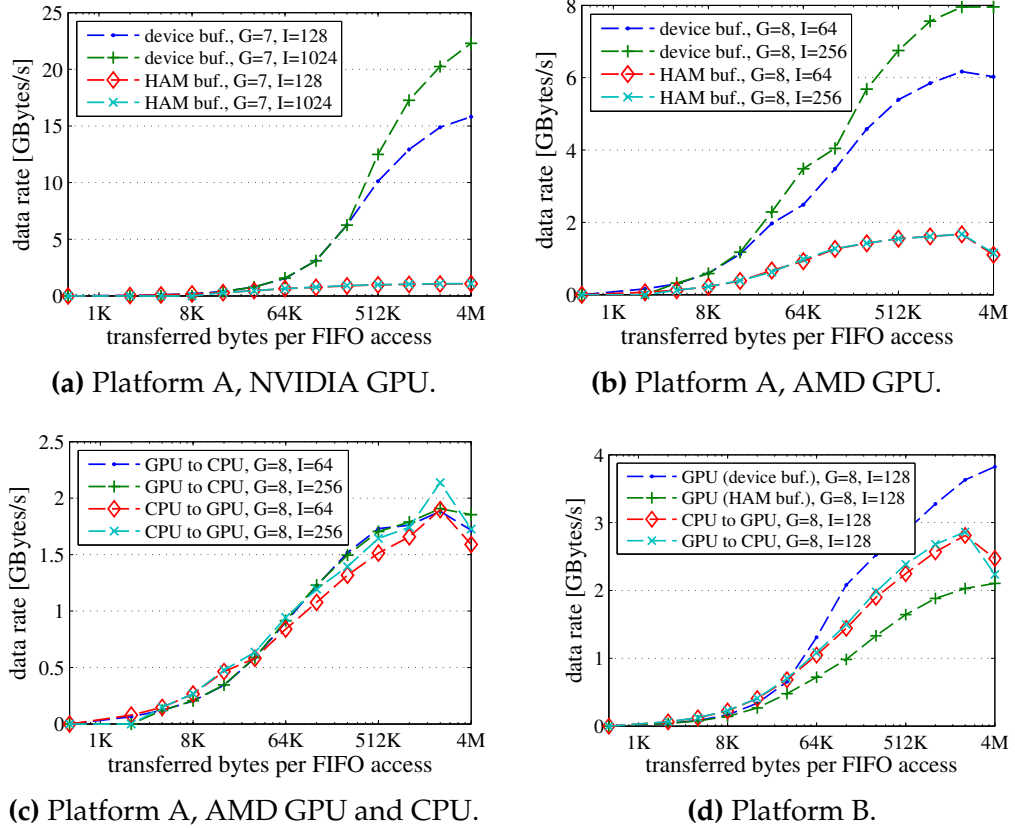 25
20
15
10
5
0
data rate [GBytes/s]
device buf., G=7, I=128
device buf., G=7, I=1024
HAM buf., G=7, I=128
HAM buf., G=7, I=1024
1K 8K 64K 512K 4M
transferred bytes per FIFO access
(a) Platform A, NVIDIA GPU.
8
6
4
2
0
data rate [GBytes/s]
device buf., G=8, I=64
device buf., G=8, I=256
HAM buf., G=8, I=64
HAM buf., G=8, I=256
1K 8K 64K 512K 4M
transferred bytes per FIFO access
(b) Platform A, AMD GPU.
2.5
2
1.5
1
0.5
0
data rate [GBytes/s]
GPU to CPU, G=8, I=64
GPU to CPU, G=8, I=256
CPU to GPU, G=8, I=64
CPU to GPU, G=8, I=256
1K 8K 64K 512K 4M
transferred bytes per FIFO access
(c) Platform A, AMD GPU and CPU.
4
3
2
1
0
data rate [GBytes/s]
GPU (device buf.), G=8, I=128
GPU (HAM buf.), G=8, I=128
CPU to GPU, G=8, I=128
GPU to CPU, G=8, I=128
1K 8K 64K 512K 4M
transferred bytes per FIFO access
(d) Platform B.